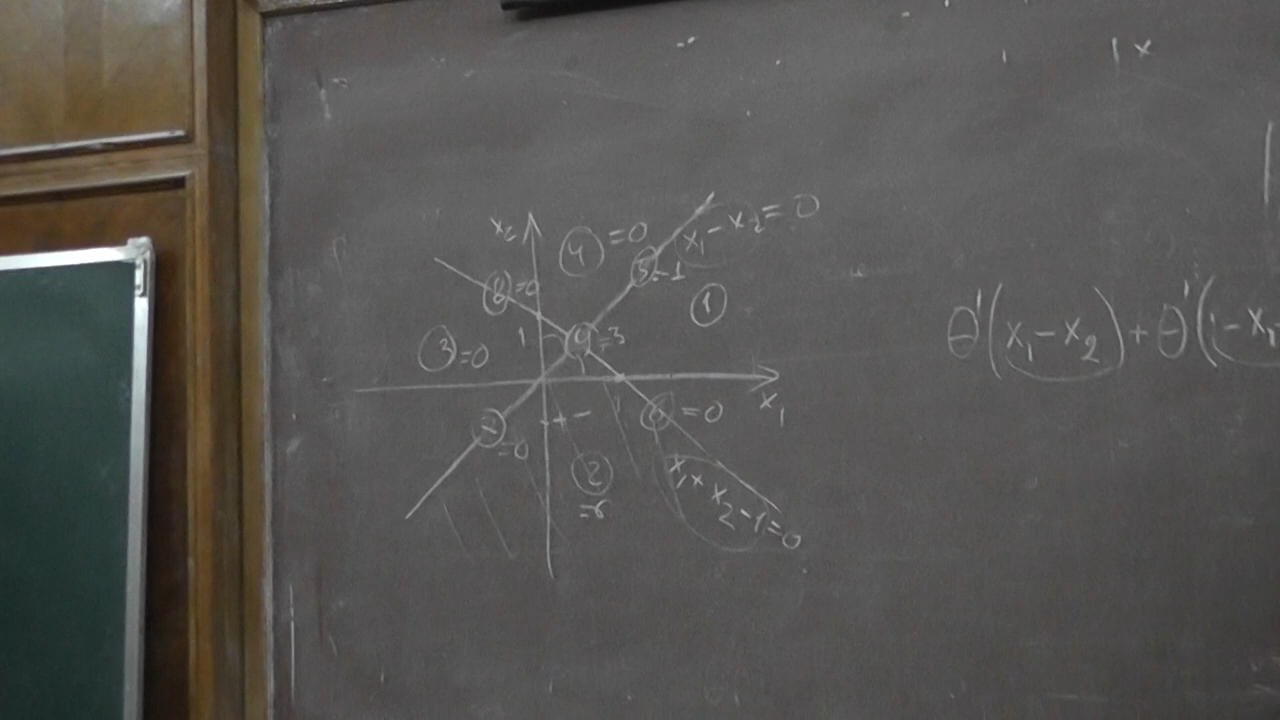 x₂
④ =0
x₁ - x₂ = 0
⑤ -1
⑧ =0
①
θ'(x₁ - x₂) + θ'(1 - x₁
③ =0
1
⑨ =3
x₁
⑦ =0
+ -
⑥ =0
②
x₁ + x₂ - 1 = 0